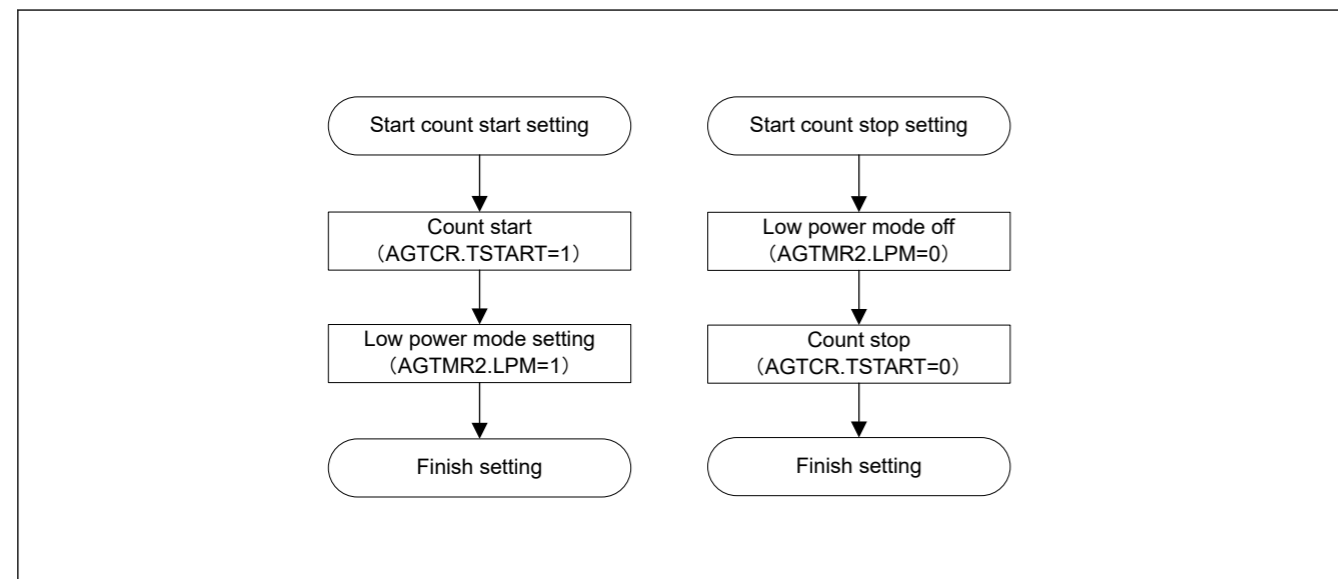 Start count start setting
Count start
（AGTCR.TSTART=1）
Low power mode setting
（AGTMR2.LPM=1）
Finish setting
Start count stop setting
Low power mode off
（AGTMR2.LPM=0）
Count stop
（AGTCR.TSTART=0）
Finish setting